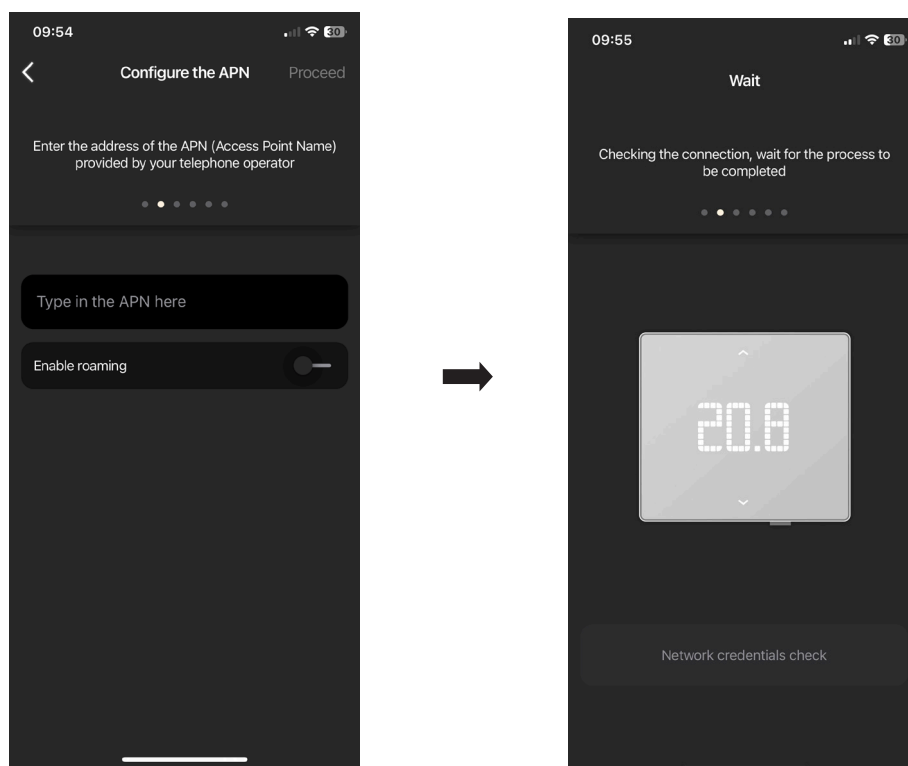 09:54
30
Configure the APN
Proceed
Enter the address of the APN (Access Point Name)
provided by your telephone operator
Type in the APN here
Enable roaming
09:55
30
Wait
Checking the connection, wait for the process to
be completed
20.8
Network credentials check